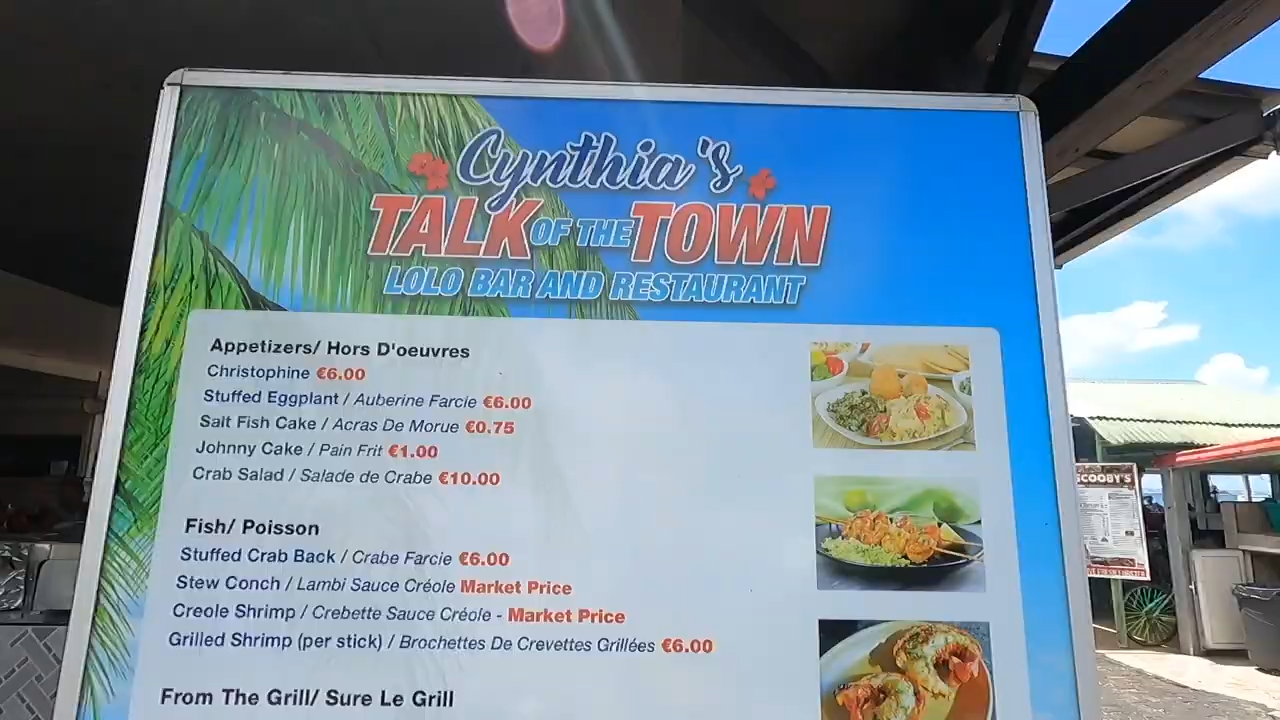 Cynthia's
TALK OF THE TOWN
LOLO BAR AND RESTAURANT
Appetizers/ Hors D'oeuvres
Christophine €6.00
Stuffed Eggplant / Auberine Farcie €6.00
Salt Fish Cake / Acras De Morue €0.75
Johnny Cake / Pain Frit €1.00
Crab Salad / Salade de Crabe €10.00
Fish/ Poisson
Stuffed Crab Back / Crabe Farcie €6.00
Stew Conch / Lambi Sauce Créole Market Price
Creole Shrimp / Crebette Sauce Créole - Market Price
Grilled Shrimp (per stick) / Brochettes De Crevettes Grillées €6.00
From The Grill/ Sure Le Grill
SCOOBY'S